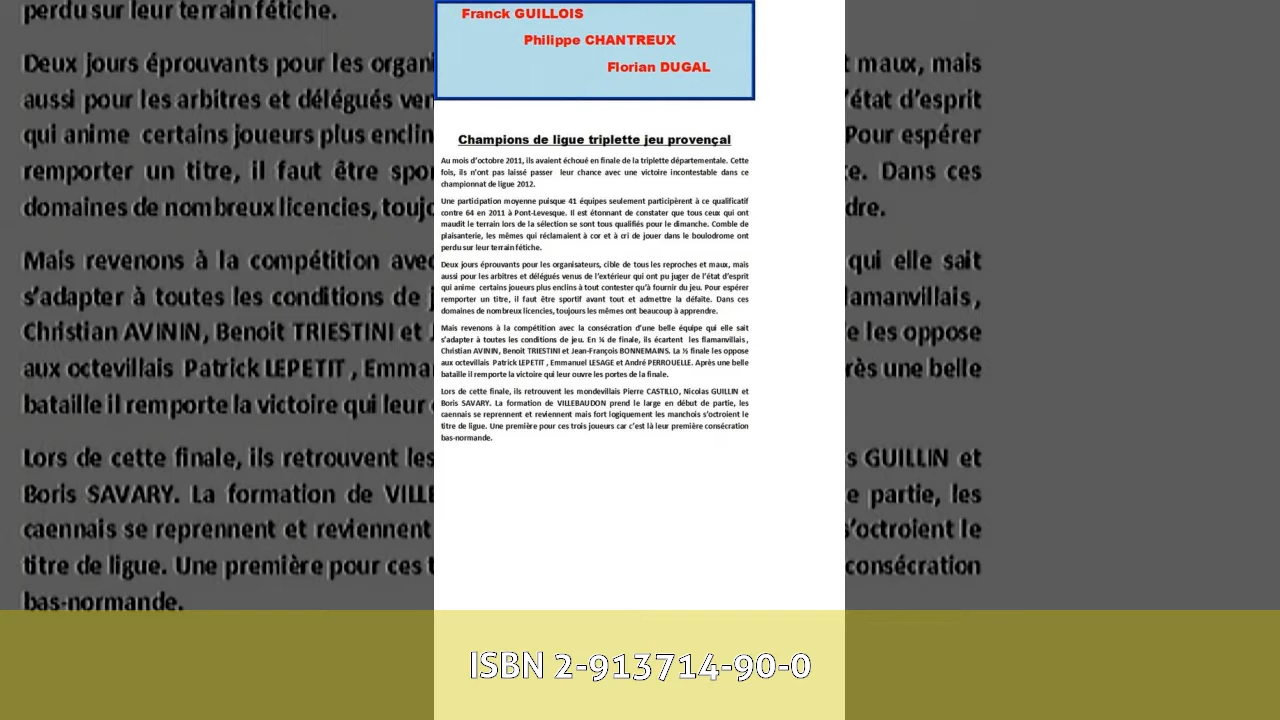 Franck GUILLOIS
Philippe CHANTREUX
Florian DUGAL
Champions de ligue triplette jeu provençal
Au mois d'octobre 2011, ils avaient échoué en finale de la triplette départementale. Cette
fois, ils n'ont pas laissé passer leur chance avec une victoire incontestable dans ce
championnat de ligue 2012.
Une participation moyenne puisque 41 équipes seulement participèrent à ce qualificatif
contre 64 en 2011 à Pont-Levesque. Il est étonnant de constater que tous ceux qui ont
maudit le terrain lors de la sélection se sont tous qualifiés pour le dimanche. Comble de
plaisanterie, les mêmes qui réclamaient à cor et à cri de jouer dans le boulodrome ont
perdu sur leur terrain fétiche.
Deux jours éprouvants pour les organisateurs, cible de tous les reproches et maux, mais
aussi pour les arbitres et délégués venus de l'extérieur qui ont pu juger de l'état d'esprit
qui anime certains joueurs plus enclins à tout contester qu'à fournir du jeu. Pour espérer
remporter un titre, il faut être sportif avant tout et admettre la défaite. Dans ces
domaines de nombreux licencies, toujours les mêmes ont beaucoup à apprendre.
Mais revenons à la compétition avec la consécration d'une belle équipe qui elle sait
s'adapter à toutes les conditions de jeu. En ¼ de finale, ils écartent les flamanvillais,
Christian AVININ, Benoit TRIESTINI et Jean-François BONNEMAINS. La ½ finale les oppose
aux octevillais Patrick LEPETIT , Emmanuel LESAGE et André PERROUELLE. Après une belle
bataille il remporte la victoire qui leur ouvre les portes de la finale.
Lors de cette finale, ils retrouvent les mondevillais Pierre CASTILLO, Nicolas GUILLIN et
Boris SAVARY. La formation de VILLEBAUDON prend le large en début de partie, les
caennais se reprennent et reviennent mais fort logiquement les manchois s'octroient le
titre de ligue. Une première pour ces trois joueurs car c'est là leur première consécration
bas-normande.
ISBN 2-913714-90-0